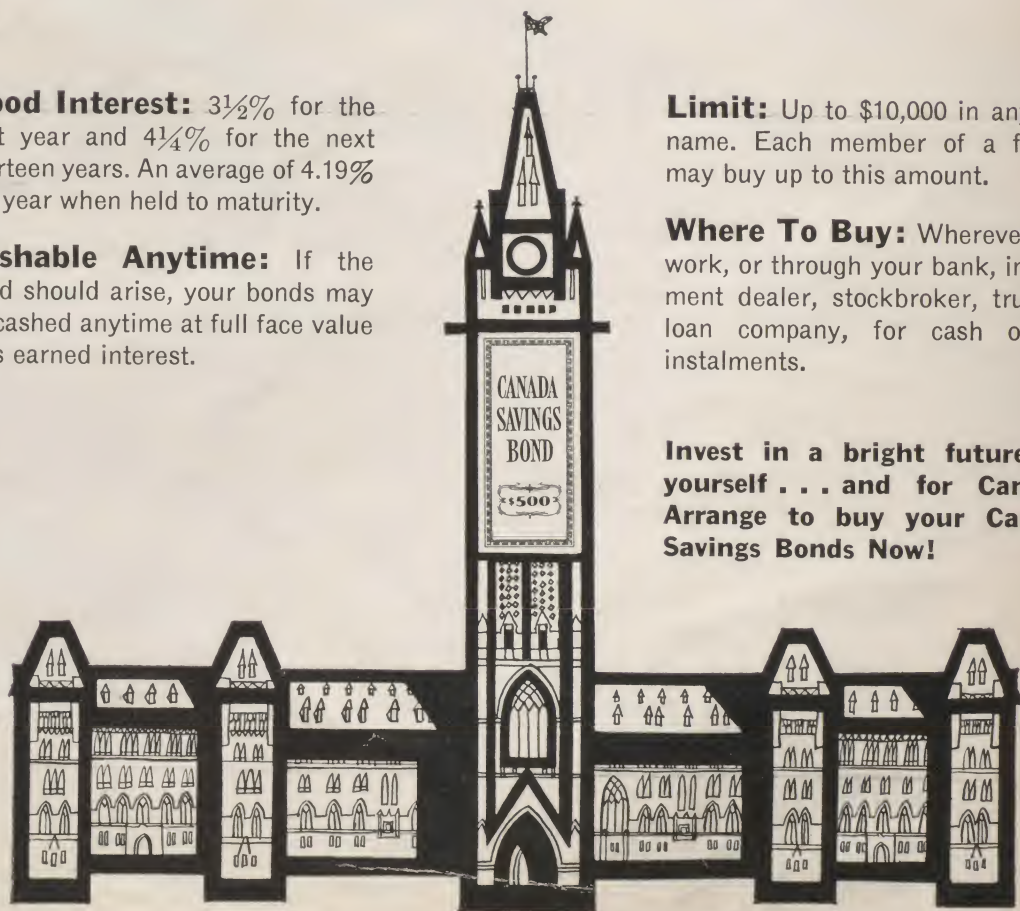 ood Interest: 3½% for the
t year and 4¼% for the next
rteen years. An average of 4.19%
year when held to maturity.
shable Anytime: If the
d should arise, your bonds may
cashed anytime at full face value
s earned interest.
CANADA
SAVINGS
BOND
$500
Limit: Up to $10,000 in any
name. Each member of a f
may buy up to this amount.
Where To Buy: Whereve
work, or through your bank, in
ment dealer, stockbroker, tru
loan company, for cash o
instalments.
Invest in a bright future
yourself . . . and for Can
Arrange to buy your Ca
Savings Bonds Now!